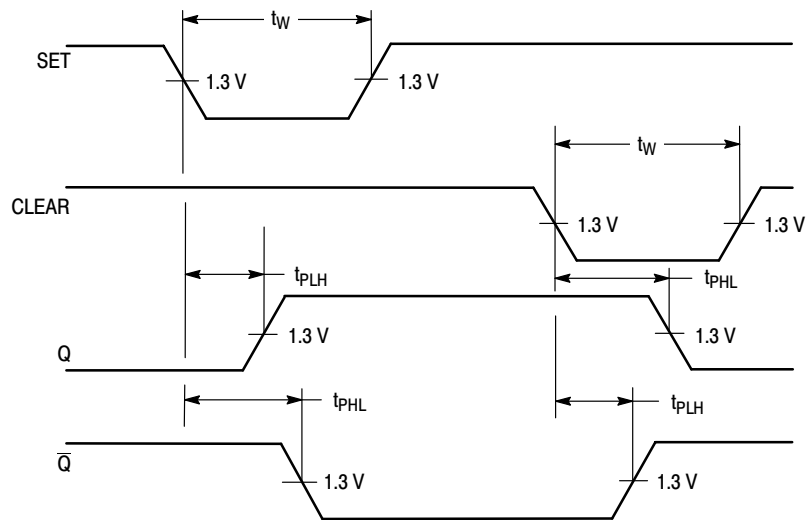 tW
SET
1.3 V
1.3 V
tW
CLEAR
1.3 V
1.3 V
tPLH
tPHL
1.3 V
1.3 V
Q
tPHL
tPLH
Q̅
1.3 V
1.3 V